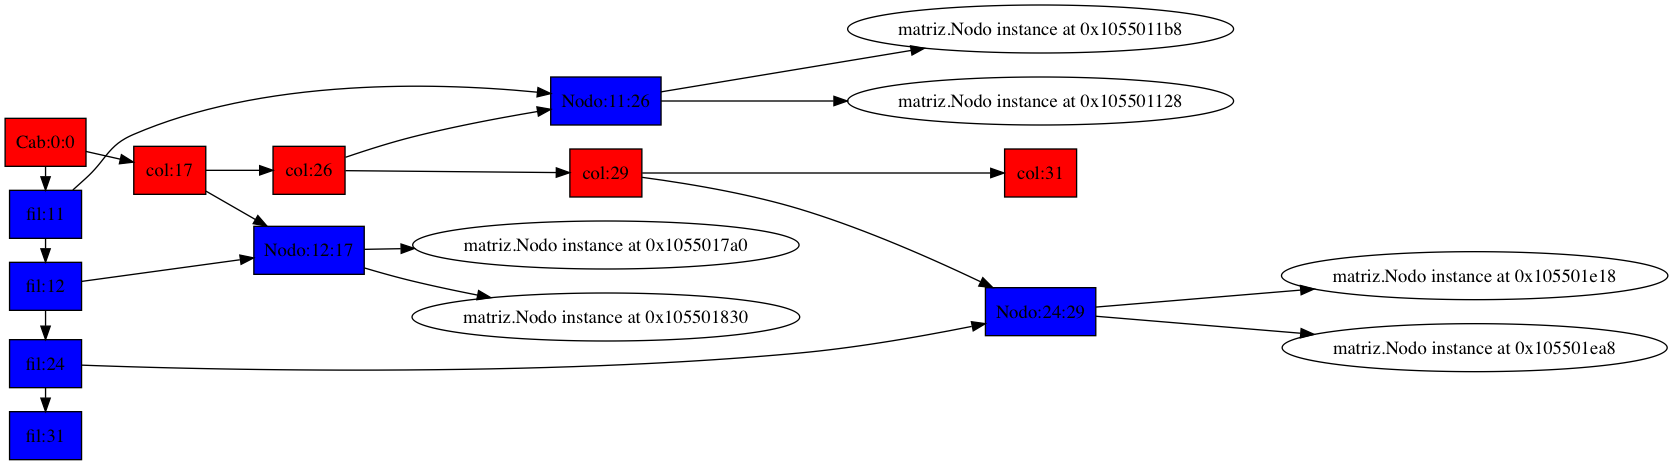 matriz.Nodo instance at 0x1055011b8
Nodo:11:26
matriz.Nodo instance at 0x105501128
Cab:0:0
col:17
col:26
col:29
col:31
fil:11
matriz.Nodo instance at 0x1055017a0
Nodo:12:17
matriz.Nodo instance at 0x105501e18
fil:12
matriz.Nodo instance at 0x105501830
Nodo:24:29
matriz.Nodo instance at 0x105501ea8
fil:24
fil:31